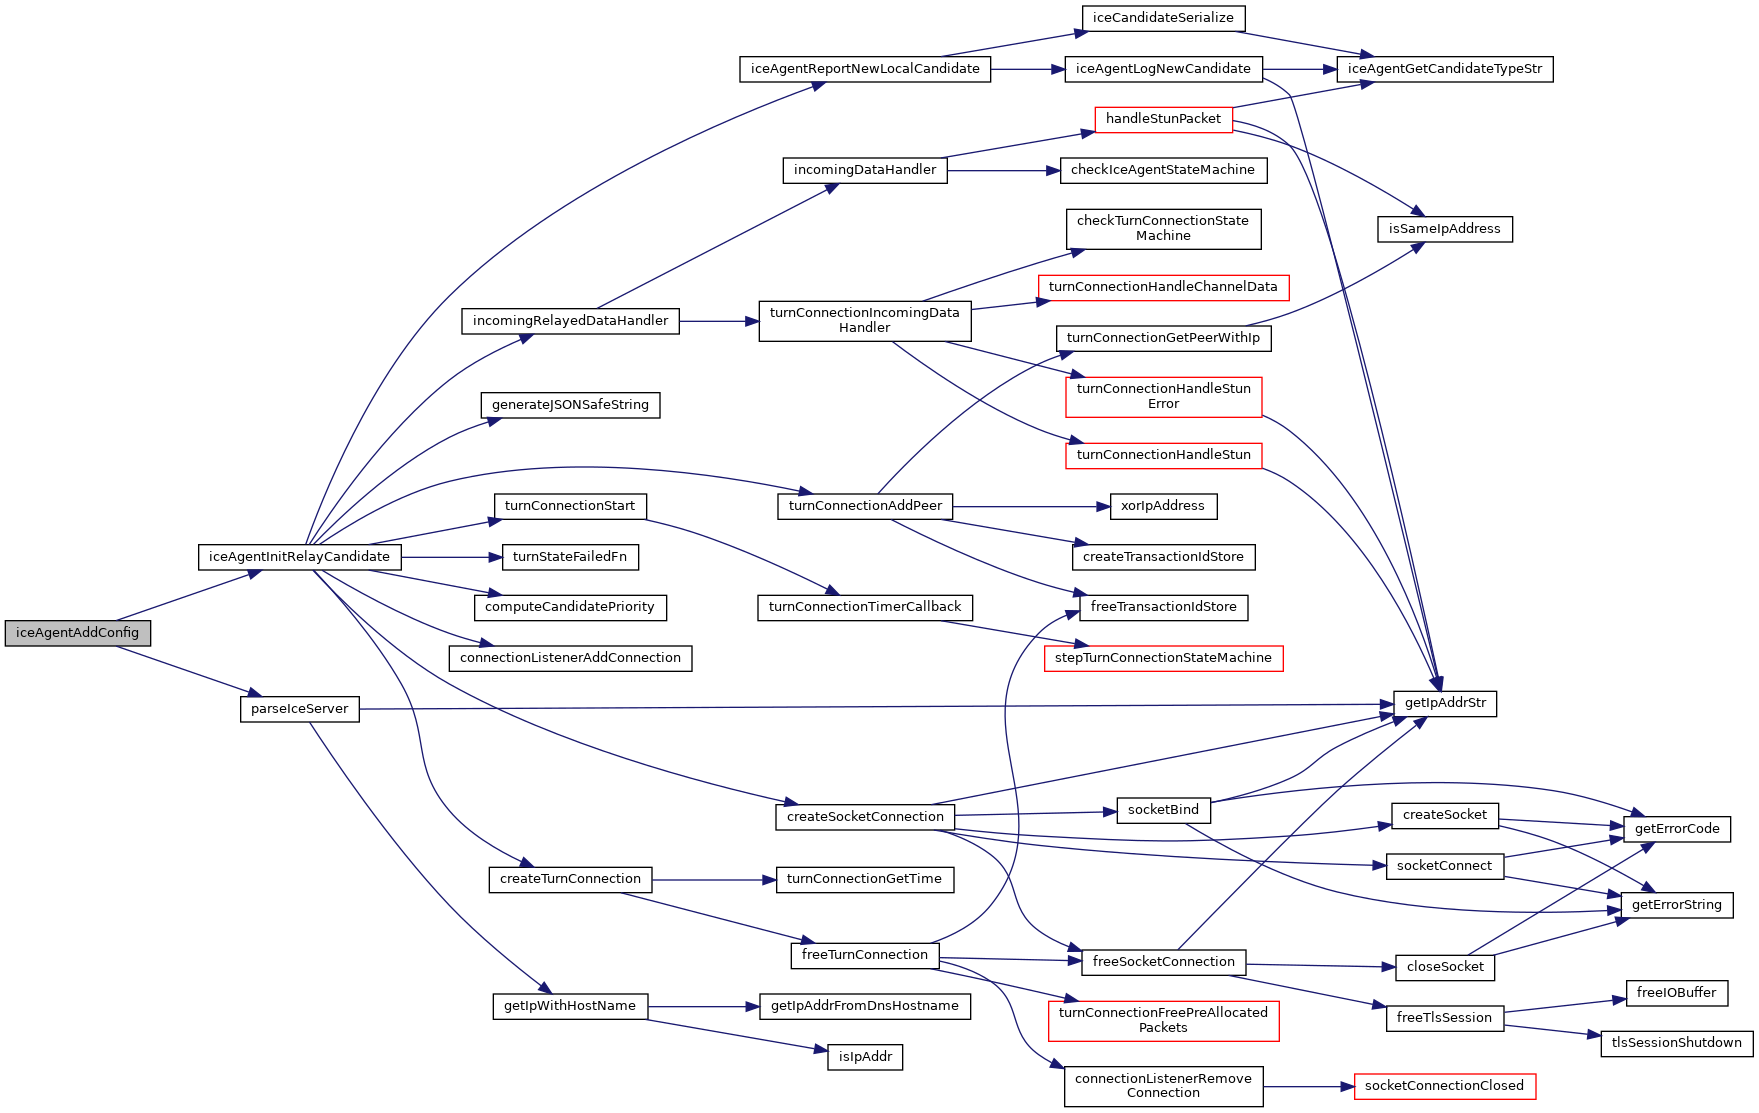 iceCandidateSerialize
iceAgentReportNewLocalCandidate
iceAgentLogNewCandidate
iceAgentGetCandidateTypeStr
handleStunPacket
incomingDataHandler
checkIceAgentStateMachine
checkTurnConnectionState
Machine
isSameIpAddress
turnConnectionHandleChannelData
incomingRelayedDataHandler
turnConnectionIncomingData
Handler
turnConnectionGetPeerWithIp
turnConnectionHandleStun
Error
generateJSONSafeString
turnConnectionHandleStun
turnConnectionStart
turnConnectionAddPeer
xorIpAddress
iceAgentInitRelayCandidate
turnStateFailedFn
createTransactionIdStore
computeCandidatePriority
turnConnectionTimerCallback
freeTransactionIdStore
iceAgentAddConfig
connectionListenerAddConnection
stepTurnConnectionStateMachine
parseIceServer
getIpAddrStr
createSocketConnection
socketBind
createSocket
getErrorCode
socketConnect
createTurnConnection
turnConnectionGetTime
getErrorString
freeTurnConnection
freeSocketConnection
closeSocket
freeIOBuffer
getIpWithHostName
getIpAddrFromDnsHostname
turnConnectionFreePreAllocated
Packets
freeTlsSession
tlsSessionShutdown
isIpAddr
connectionListenerRemove
Connection
socketConnectionClosed